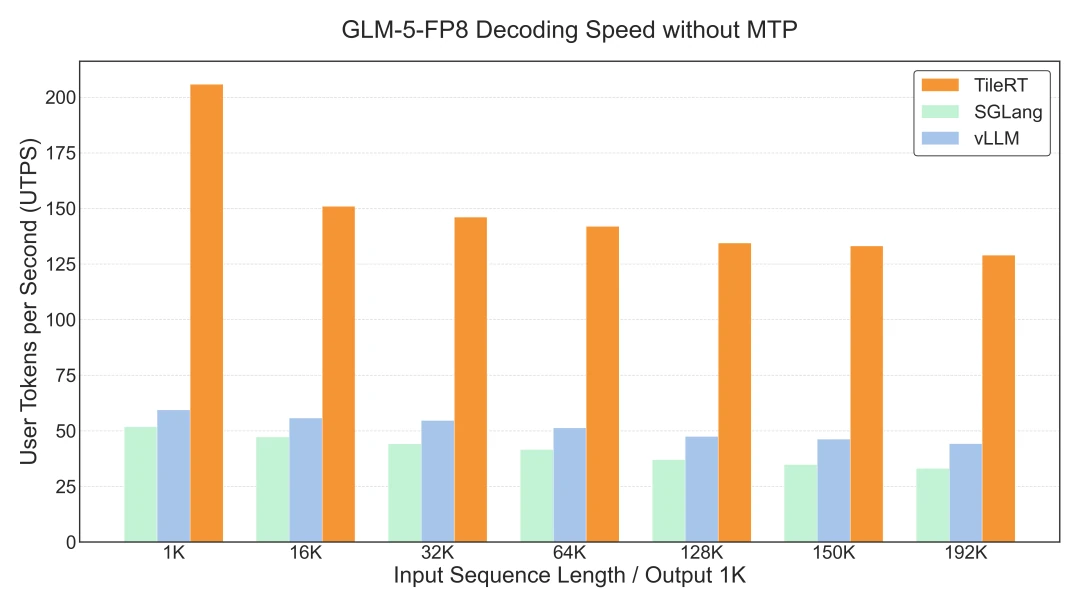 GLM-5-FP8 Decoding Speed without MTP
TileRT
SGLang
vLLM
User Tokens per Second (UTPS)
200
175
150
125
100
75
50
25
0
1K 16K 32K 64K 128K 150K 192K
Input Sequence Length / Output 1K